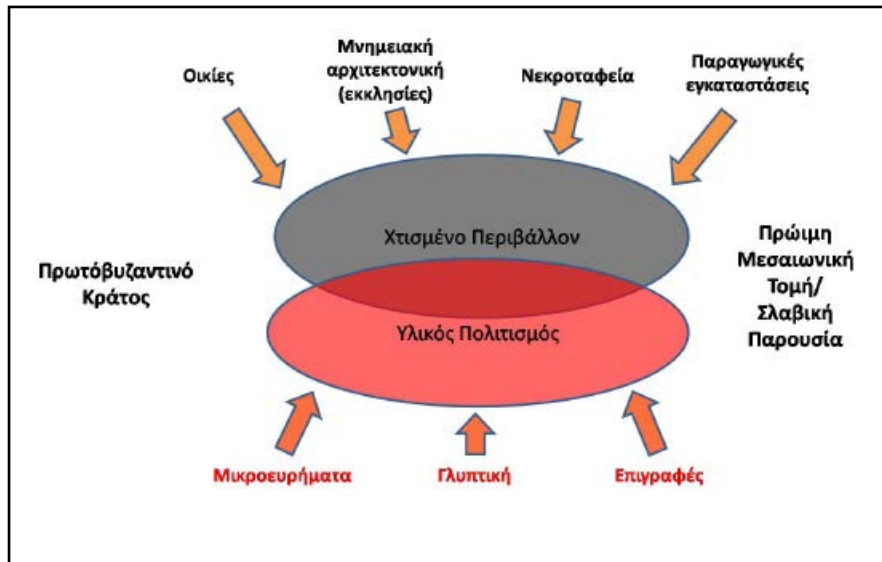 Οικίες
Μνημειακή
αρχιτεκτονική
(εκκλησίες)
Νεκροταφεία
Παραγωγικές
εγκαταστάσεις
Χτισμένο Περιβάλλον
Πρωτόβυζαντινό
Κράτος
Πρώιμη
Μεσαιωνική
Τομή/
Σλαβική
Παρουσία
Υλικός Πολιτισμός
Μικροευρήματα
Γλυπτική
Επιγραφές